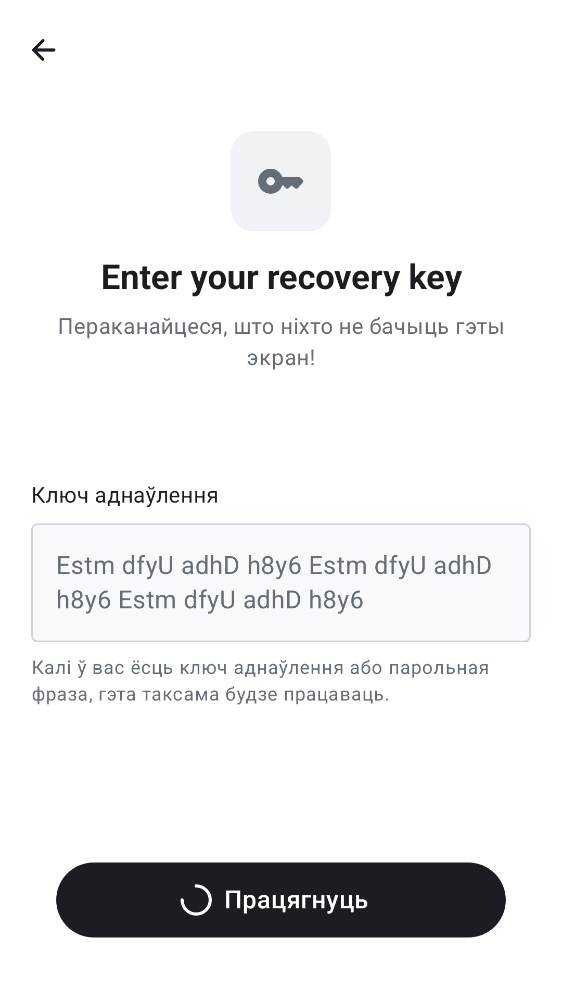 Enter your recovery key
Пераканайцеся, што ніхто не бачыць гэты
экран!
Ключ аднаўлення
Estm dfyU adhD h8y6 Estm dfyU adhD
h8y6 Estm dfyU adhD h8y6
Калі ў вас ёсць ключ аднаўлення або парольная
фраза, гэта таксама будзе працаваць.
Працягнуць